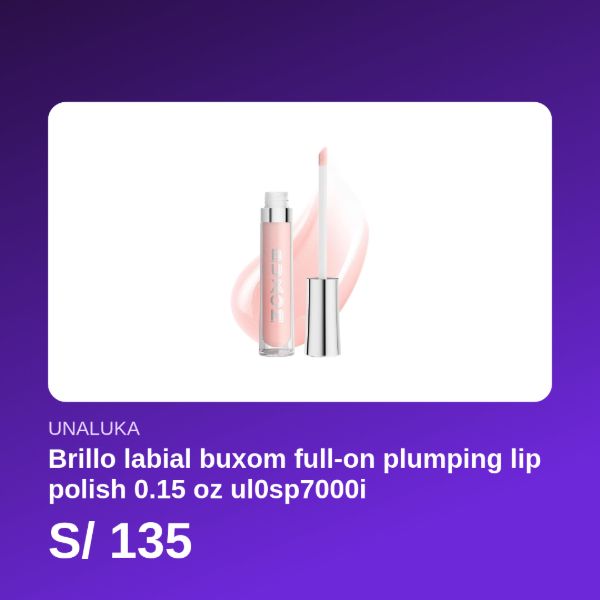 BUXOM
UNALUKA
Brillo labial buxom full-on plumping lip
polish 0.15 oz ul0sp7000i
S/ 135